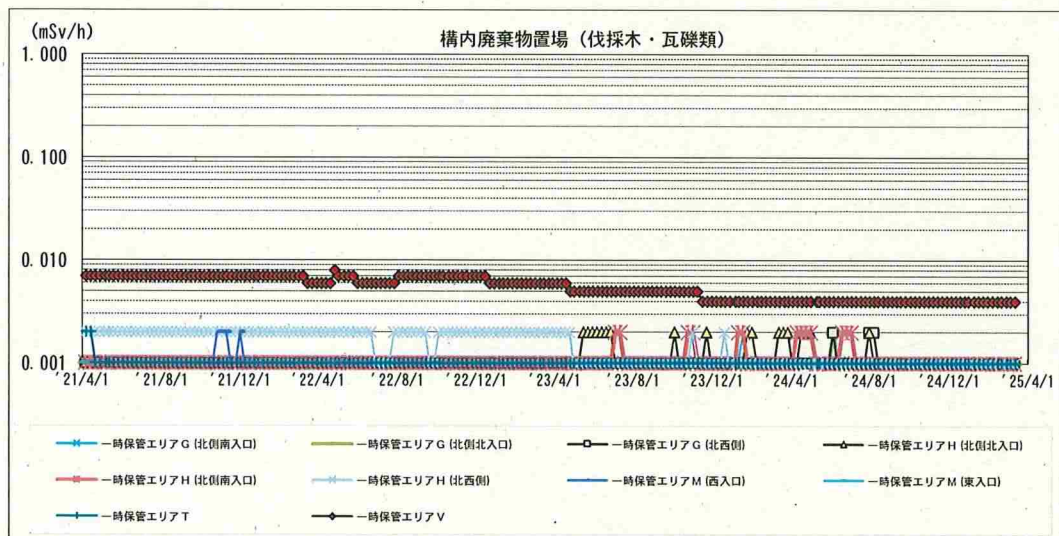 (mSv/h)
構内廃棄物置場 (伐採木・瓦礫類)
1.000
0.100
0.010
0.001
'21/4/1 '21/8/1 '21/12/1 '22/4/1 '22/8/1 '22/12/1 '23/4/1 '23/8/1 '23/12/1 '24/4/1 '24/8/1 '24/12/1 '25/4/1
一時保管エリアG (北側南入口) 一時保管エリアG (北側北入口) 一時保管エリアG (北西側) 一時保管エリアH (北側北入口)
一時保管エリアH (北側南入口) 一時保管エリアH (北西側) 一時保管エリアM (西入口) 一時保管エリアM (東入口)
一時保管エリアT 一時保管エリアV